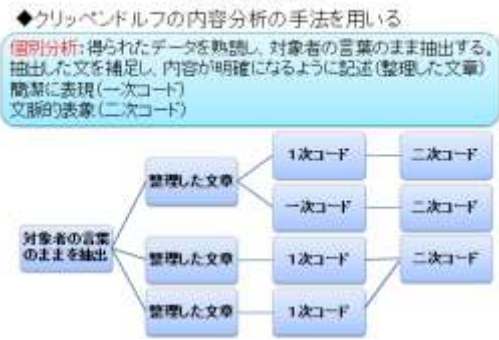 ◆クリッペンドルフの内容分析の手法を用いる
個別分析:得られたデータを熟読し、対象者の言葉のまま抽出する。
抽出した文を補足し、内容が明確になるように記述(整理した文章)
簡潔に表現(一次コード)
文脈的表象(二次コード)
1次コード
二次コード
整理した文章
一次コード
二次コード
対象者の言葉
のままを抽出
整理した文章
1次コード
二次コード
整理した文章
1次コード